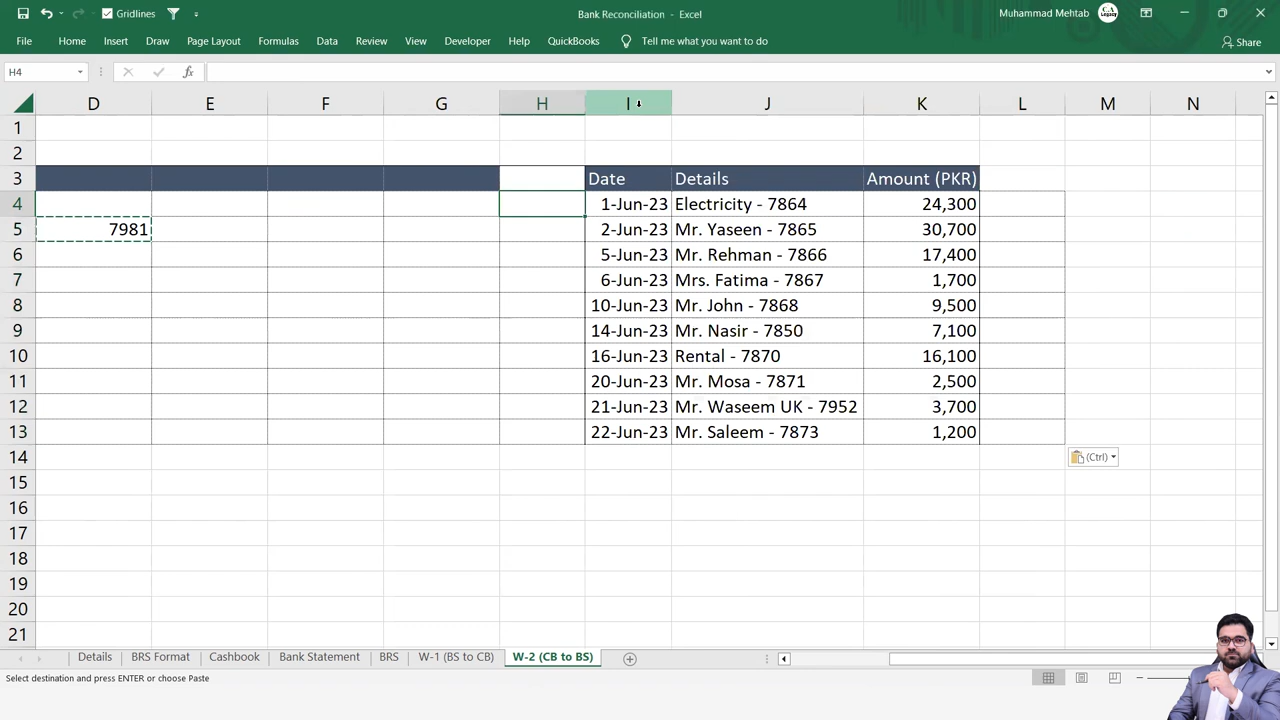 Gridlines
Bank Reconciliation - Excel
Muhammad Mehtab
CA
Legacy
File Home Insert Draw Page Layout Formulas Data Review View Developer Help QuickBooks Tell me what you want to do
Share
H4
fx
D E F G H I J K L M N
1
2
3 Date Details Amount (PKR)
4 1-Jun-23 Electricity - 7864 24,300
5 7981 2-Jun-23 Mr. Yaseen - 7865 30,700
6 5-Jun-23 Mr. Rehman - 7866 17,400
7 6-Jun-23 Mrs. Fatima - 7867 1,700
8 10-Jun-23 Mr. John - 7868 9,500
9 14-Jun-23 Mr. Nasir - 7850 7,100
10 16-Jun-23 Rental - 7870 16,100
11 20-Jun-23 Mr. Mosa - 7871 2,500
12 21-Jun-23 Mr. Waseem UK - 7952 3,700
13 22-Jun-23 Mr. Saleem - 7873 1,200
14 (Ctrl)
15
16
17
18
19
20
21
Details BRS Format Cashbook Bank Statement BRS W-1 (BS to CB) W-2 (CB to BS)
Select destination and press ENTER or choose Paste